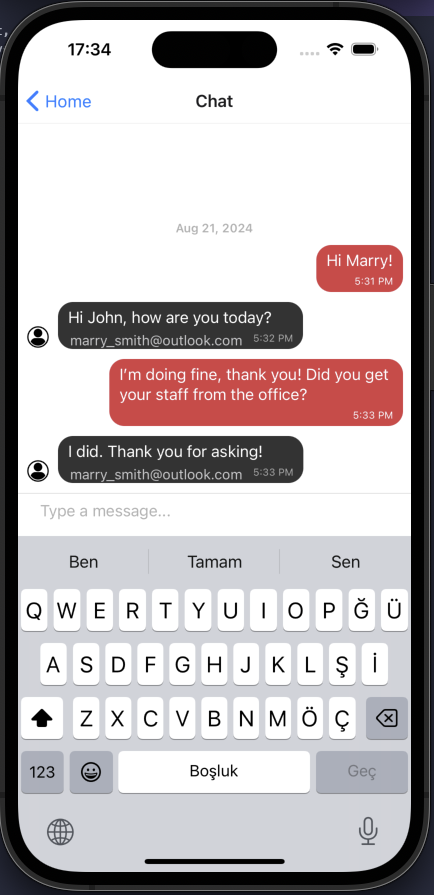 17:34
Home
Chat
Aug 21, 2024
Hi Marry!
5:31 PM
Hi John, how are you today?
marry_smith@outlook.com 5:32 PM
I'm doing fine, thank you! Did you get
your staff from the office?
5:33 PM
I did. Thank you for asking!
marry_smith@outlook.com 5:33 PM
Type a message...
Ben Tamam Sen
Q W E R T Y U I O P Ğ Ü
A S D F G H J K L Ş İ
Z X C V B N M Ö Ç
123 Boşluk Geç